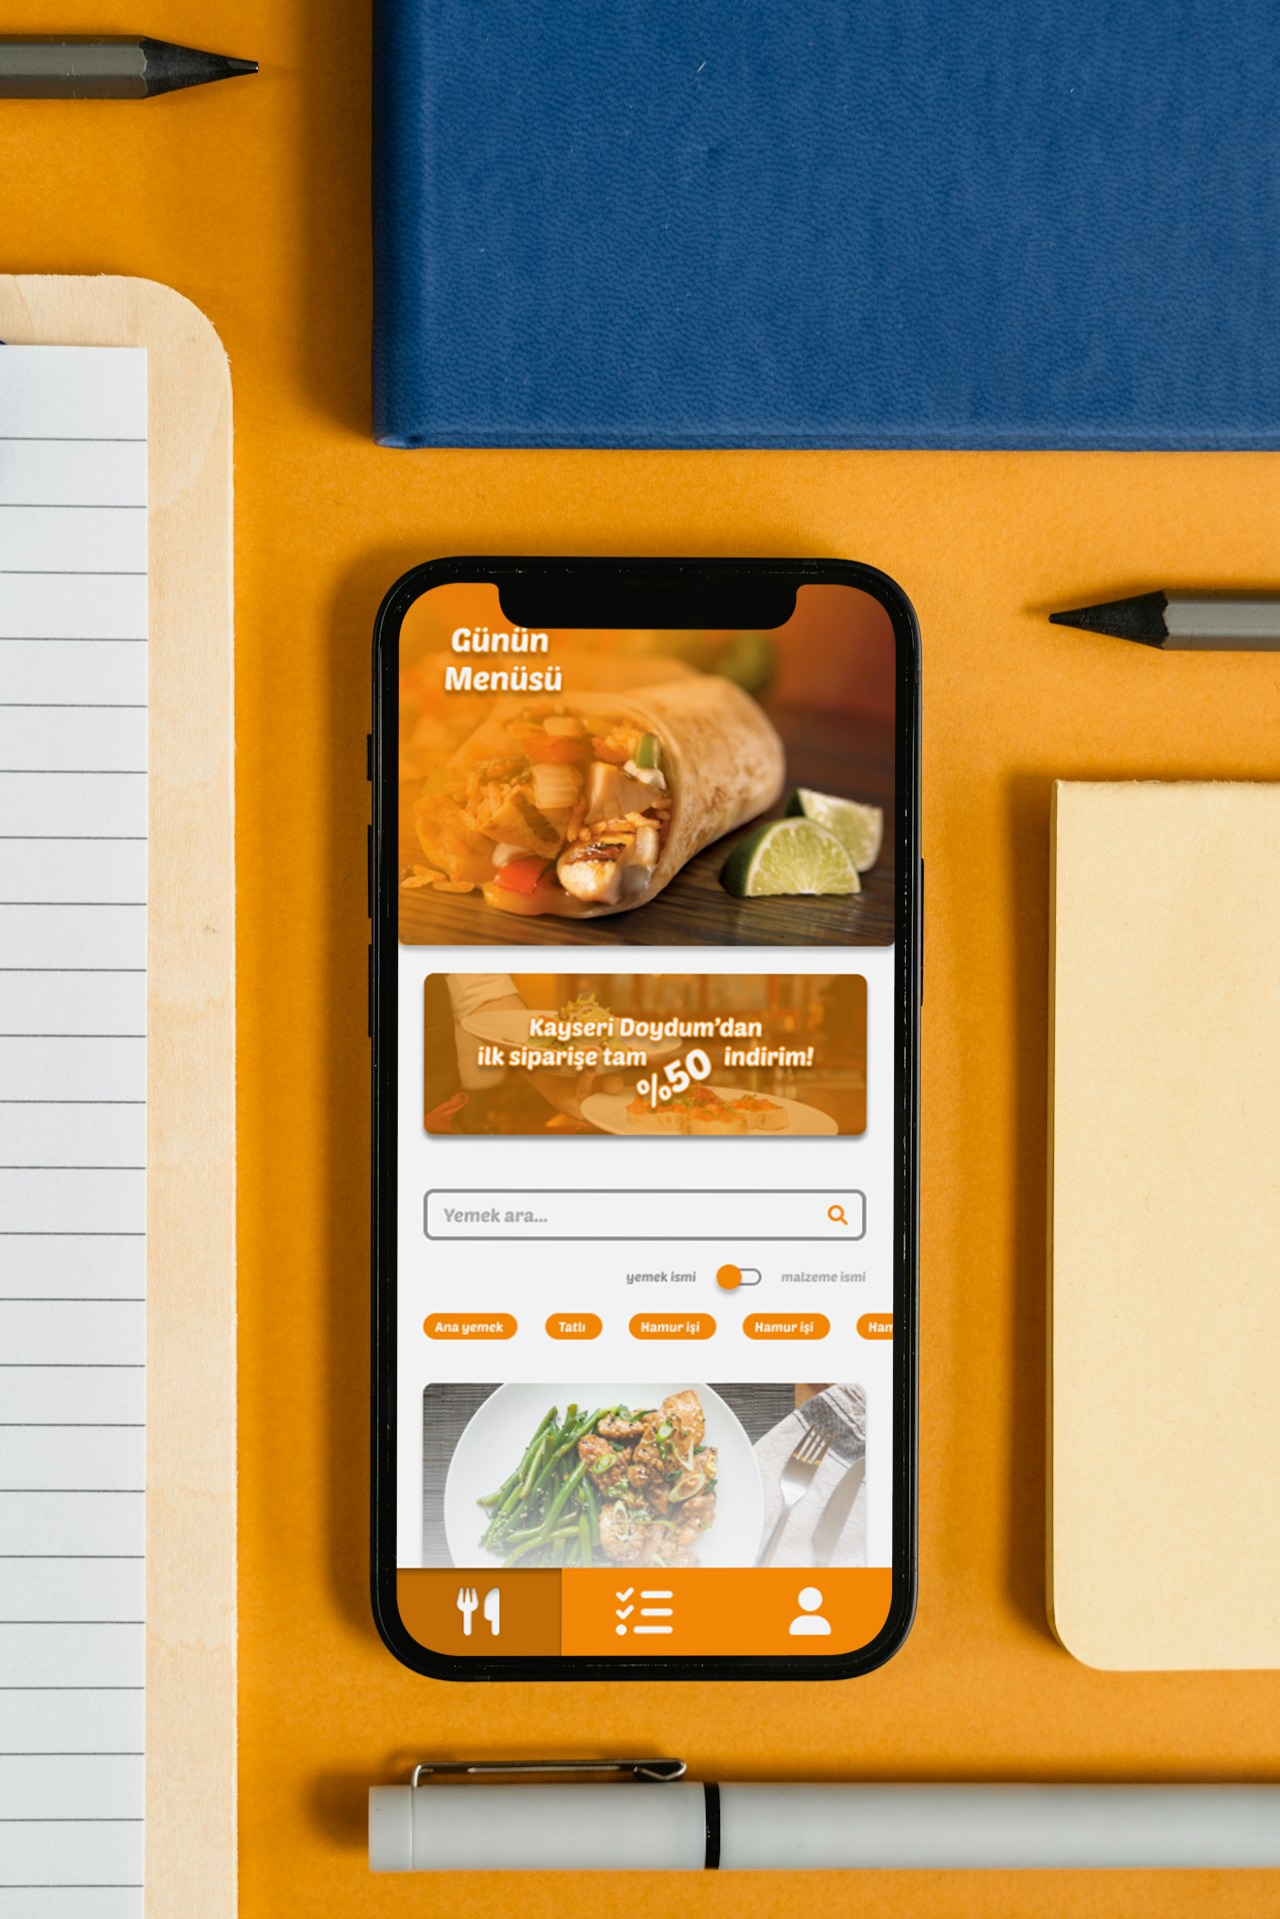 Günün
Menüsü
Kayseri Doydum'dan
ilk siparişe tam %50 indirim!
Yemek ara...
yemek ismi malzeme ismi
Ana yemek Tatlı Hamur işi Hamur işi Ham